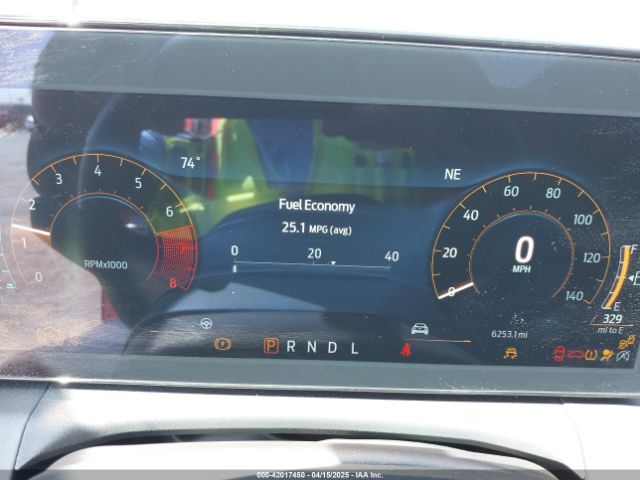 74°
NE
Fuel Economy
25.1 MPG (avg)
0 20 40
0 1 2 3 4 5 6 7 8
RPMx1000
0 20 40 60 80 100 120 140
0
MPH
F
E
E
329
mi to E
6253.1 mi
P R N D L
000-42017450 - 04/15/2025 - IAAI.COM